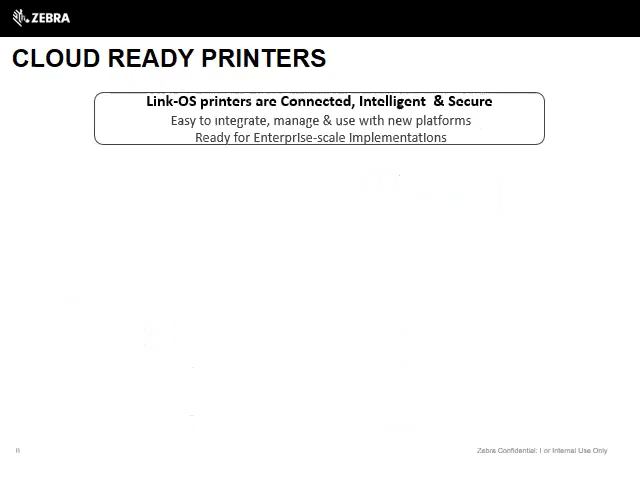 ZEBRA
CLOUD READY PRINTERS
Link-OS printers are Connected, Intelligent & Secure
Easy to integrate, manage & use with new platforms
Ready for Enterprise-scale Implementations
Zebra Confidential: For Internal Use Only